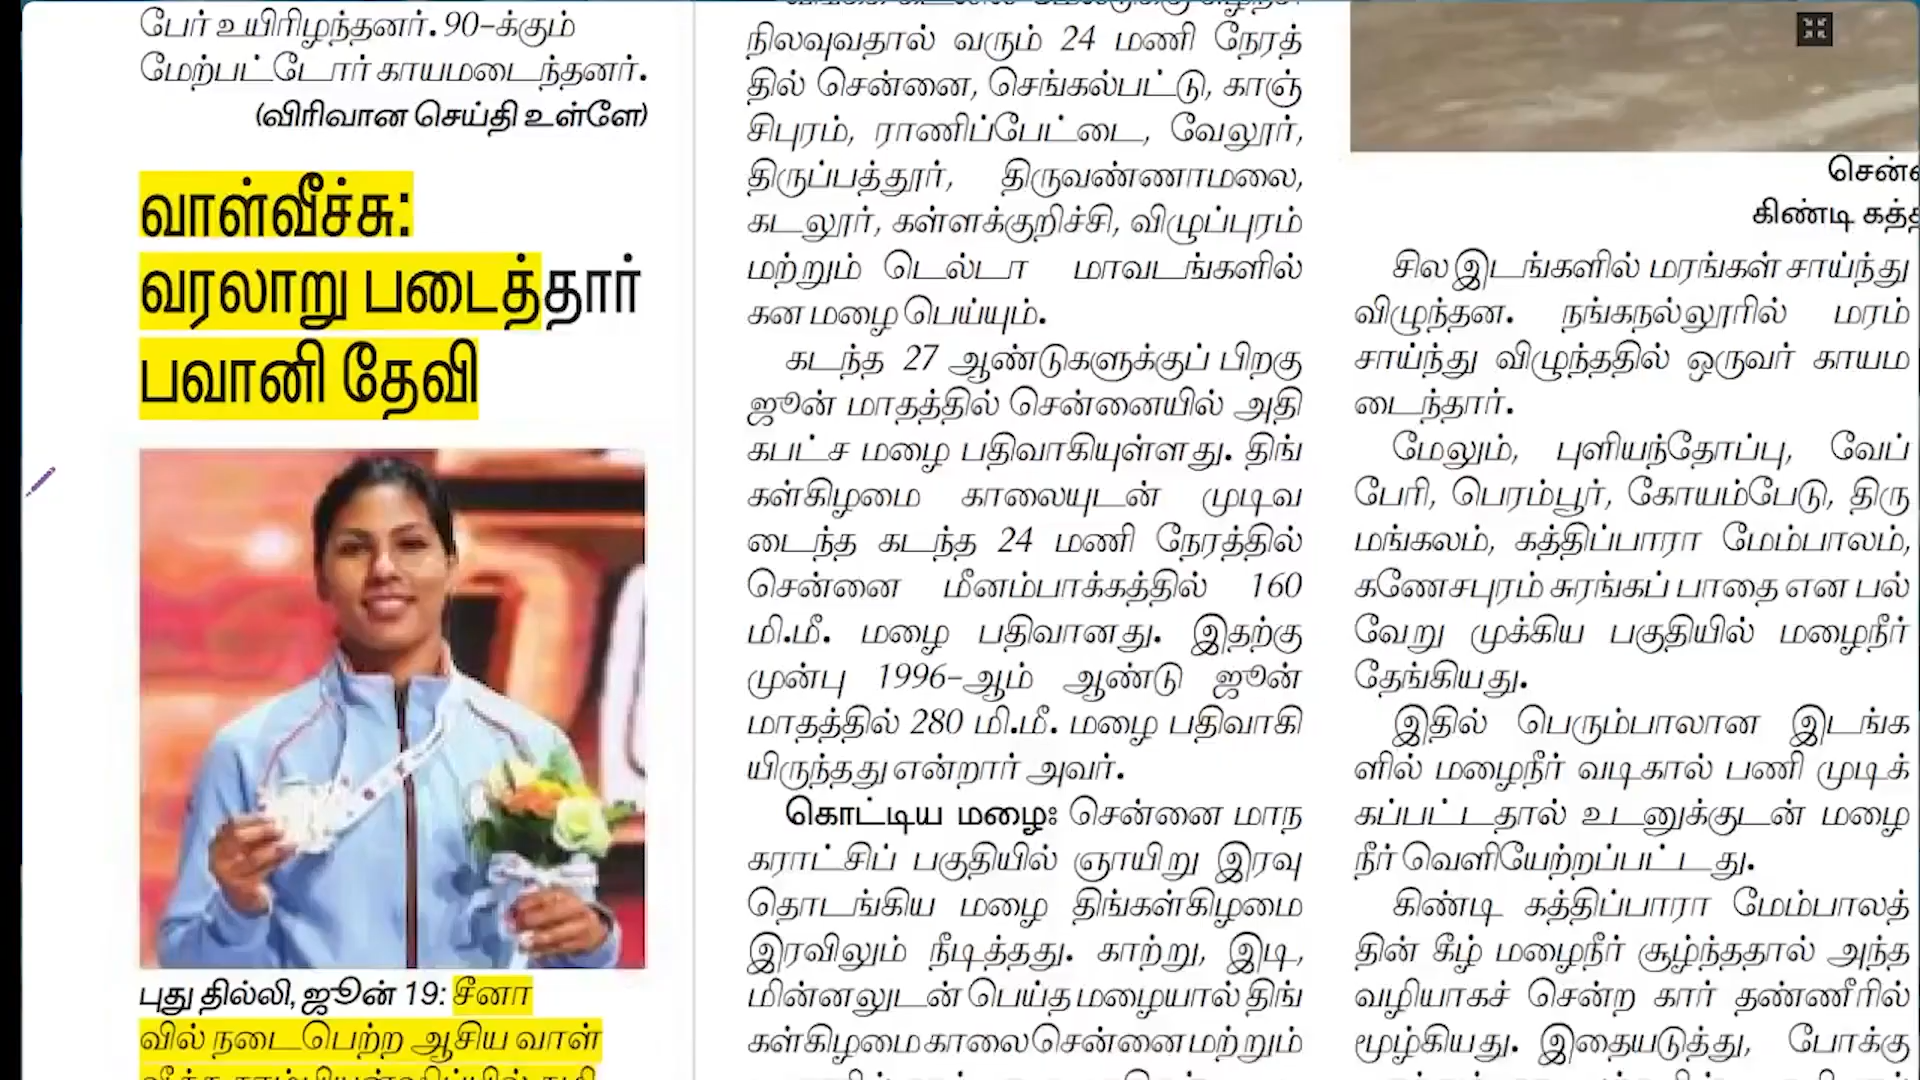 பேர் உயிரிழந்தனர். 90-க்கும்
மேற்பட்டோர் காயமடைந்தனர்.
(விரிவான செய்தி உள்ளே)
வாள்வீச்சு:
வரலாறு படைத்தார்
பவானி தேவி
புது தில்லி, ஜூன் 19: சீனா
வில் நடைபெற்ற ஆசிய வாள்
நிலவுவதால் வரும் 24 மணி நேரத்
தில் சென்னை, செங்கல்பட்டு, காஞ்
சிபுரம், ராணிப்பேட்டை, வேலூர்,
திருப்பத்தூர், திருவண்ணாமலை,
கடலூர், கள்ளக்குறிச்சி, விழுப்புரம்
மற்றும் டெல்டா மாவடங்களில்
கன மழை பெய்யும்.
கடந்த 27 ஆண்டுகளுக்குப் பிறகு
ஜூன் மாதத்தில் சென்னையில் அதி
கபட்ச மழை பதிவாகியுள்ளது. திங்
கள்கிழமை காலையுடன் முடிவ
டைந்த கடந்த 24 மணி நேரத்தில்
சென்னை மீனம்பாக்கத்தில் 160
மி.மீ. மழை பதிவானது. இதற்கு
முன்பு 1996-ஆம் ஆண்டு ஜூன்
மாதத்தில் 280 மி.மீ. மழை பதிவாகி
யிருந்தது என்றார் அவர்.
கொட்டிய மழை: சென்னை மாந
கராட்சிப் பகுதியில் ஞாயிறு இரவு
தொடங்கிய மழை திங்கள்கிழமை
இரவிலும் நீடித்தது. காற்று, இடி,
மின்னலுடன் பெய்த மழையால் திங்
கள்கிழமை காலை சென்னை மற்றும்
கிண்டி
சில இடங்களில் மரங்கள் சாய்ந்து
விழுந்தன. நங்கநல்லூரில் மரம்
சாய்ந்து விழுந்ததில் ஒருவர் காயம
டைந்தார்.
மேலும், புளியந்தோப்பு, வேப்
பேரி, பெரம்பூர், கோயம்பேடு, திரு
மங்கலம், கத்திப்பாரா மேம்பாலம்,
கணேசபுரம் சுரங்கப் பாதை என பல்
வேறு முக்கிய பகுதியில் மழைநீர்
தேங்கியது.
இதில் பெரும்பாலான இடங்க
ளில் மழைநீர் வடிகால் பணி முடிக்
கப்பட்டதால் உடனுக்குடன் மழை
நீர் வெளியேற்றப்பட்டது.
கிண்டி கத்திப்பாரா மேம்பாலத்
தின் கீழ் மழைநீர் சூழ்ந்ததால் அந்த
வழியாகச் சென்ற கார் தண்ணீரில்
மூழ்கியது. இதையடுத்து, போக்கு